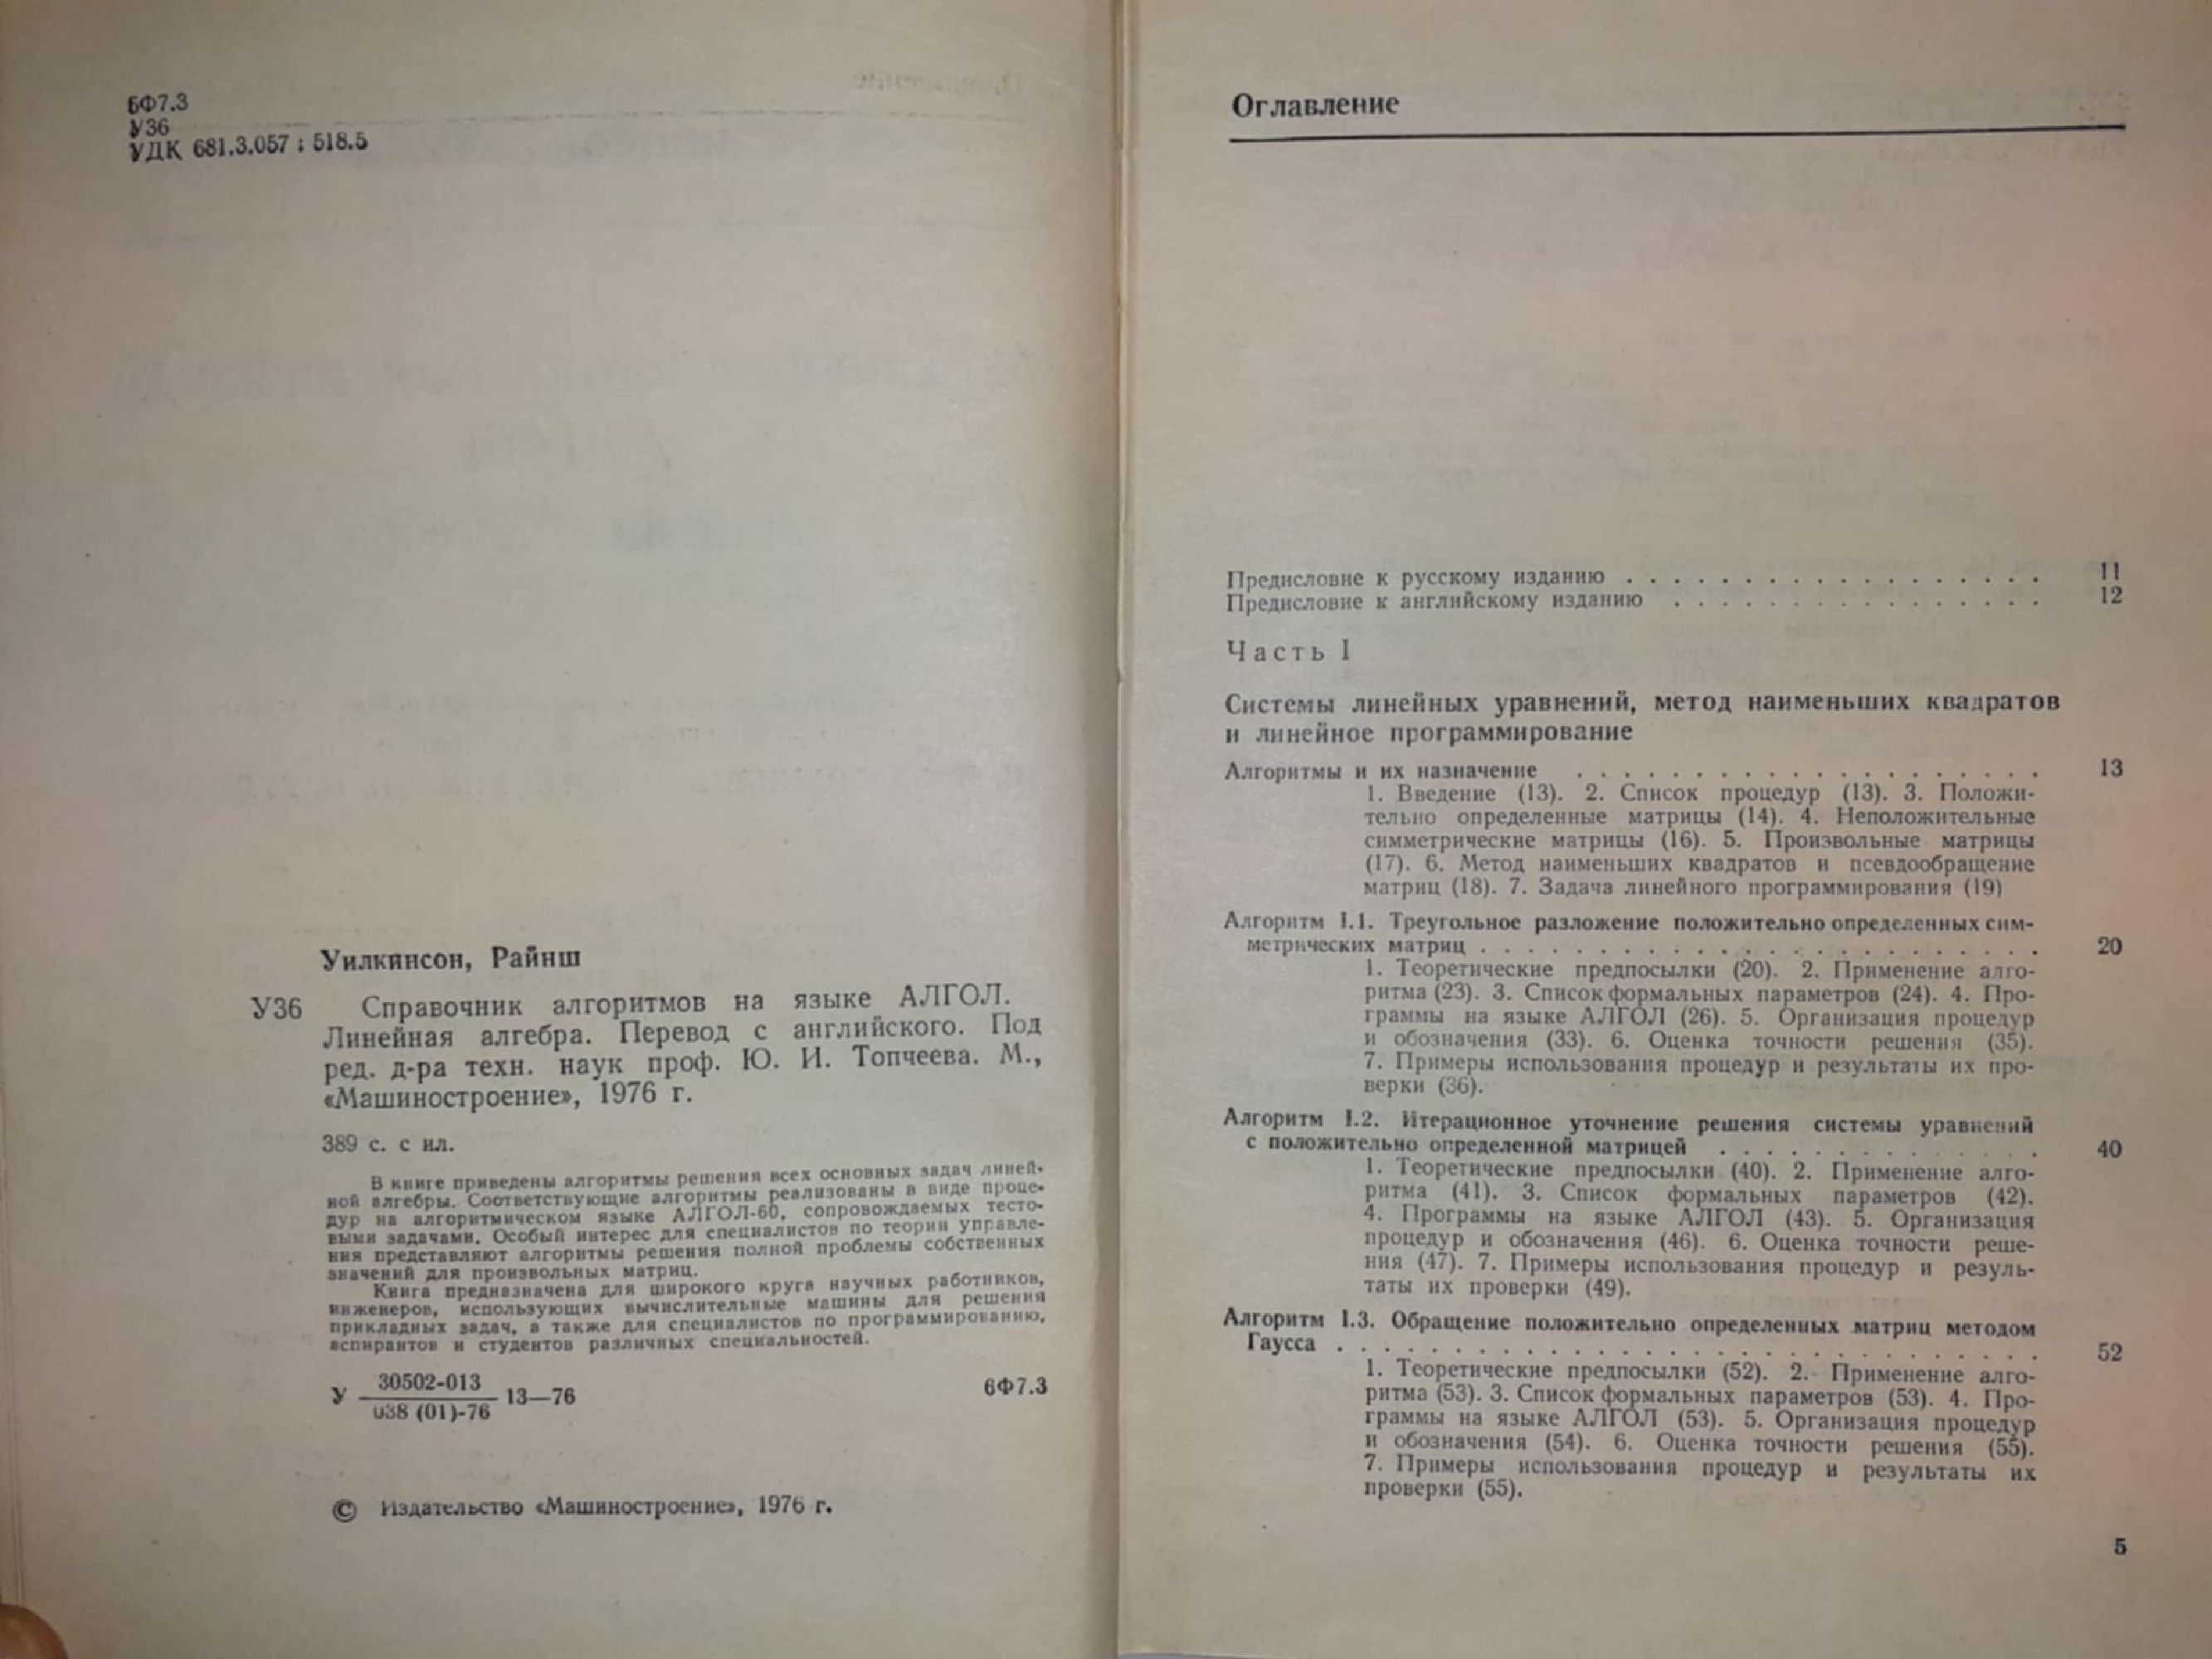 6Ф7.3
У36
УДК 681.3.057 : 518.5
Уилкинсон, Райнш
У36 Справочник алгоритмов на языке АЛГОЛ.
Линейная алгебра. Перевод с английского. Под
ред. д-ра техн. наук проф. Ю. И. Топчеева. М.,
«Машиностроение», 1976 г.
389 с. с ил.
В книге приведены алгоритмы решения всех основных задач линей-
ной алгебры. Соответствующие алгоритмы реализованы в виде проце-
дур на алгоритмическом языке АЛГОЛ-60, сопровождаемых тесто-
выми задачами. Особый интерес для специалистов по теории управле-
ния представляют алгоритмы решения полной проблемы собственных
значений для произвольных матриц.
Книга предназначена для широкого круга научных работников,
инженеров, использующих вычислительные машины для решения
прикладных задач, а также для специалистов по программированию,
аспирантов и студентов различных специальностей.
У 30502-013
038 (01)-76 13—76
6Ф7.3
© Издательство «Машиностроение», 1976 г.
Оглавление
Предисловие к русскому изданию . . . . . . . . . . . . . . . . . . 11
Предисловие к английскому изданию . . . . . . . . . . . . . . . . 12
Часть I
Системы линейных уравнений, метод наименьших квадратов
и линейное программирование
Алгоритмы и их назначение . . . . . . . . . . . . . . . . . . . . 13
1. Введение (13). 2. Список процедур (13). 3. Положи-
тельно определенные матрицы (14). 4. Неположительные
симметрические матрицы (16). 5. Произвольные матрицы
(17). 6. Метод наименьших квадратов и псевдообращение
матриц (18). 7. Задача линейного программирования (19)
Алгоритм I.1. Треугольное разложение положительно определенных сим-
метрических матриц . . . . . . . . . . . . . . . . . . . . . . . . 20
1. Теоретические предпосылки (20). 2. Применение алго-
ритма (23). 3. Список формальных параметров (24). 4. Про-
граммы на языке АЛГОЛ (26). 5. Организация процедур
и обозначения (33). 6. Оценка точности решения (35).
7. Примеры использования процедур и результаты их про-
верки (36).
Алгоритм I.2. Итерационное уточнение решения системы уравнений
с положительно определенной матрицей . . . . . . . . . . . . . . 40
1. Теоретические предпосылки (40). 2. Применение алго-
ритма (41). 3. Список формальных параметров (42).
4. Программы на языке АЛГОЛ (43). 5. Организация
процедур и обозначения (46). 6. Оценка точности реше-
ния (47). 7. Примеры использования процедур и резуль-
таты их проверки (49).
Алгоритм I.3. Обращение положительно определенных матриц методом
Гаусса . . . . . . . . . . . . . . . . . . . . . . . . . . . . . . 52
1. Теоретические предпосылки (52). 2. Применение алго-
ритма (53). 3. Список формальных параметров (53). 4. Про-
граммы на языке АЛГОЛ (53). 5. Организация процедур
и обозначения (54). 6. Оценка точности решения (55).
7. Примеры использования процедур и результаты их
проверки (55).
5